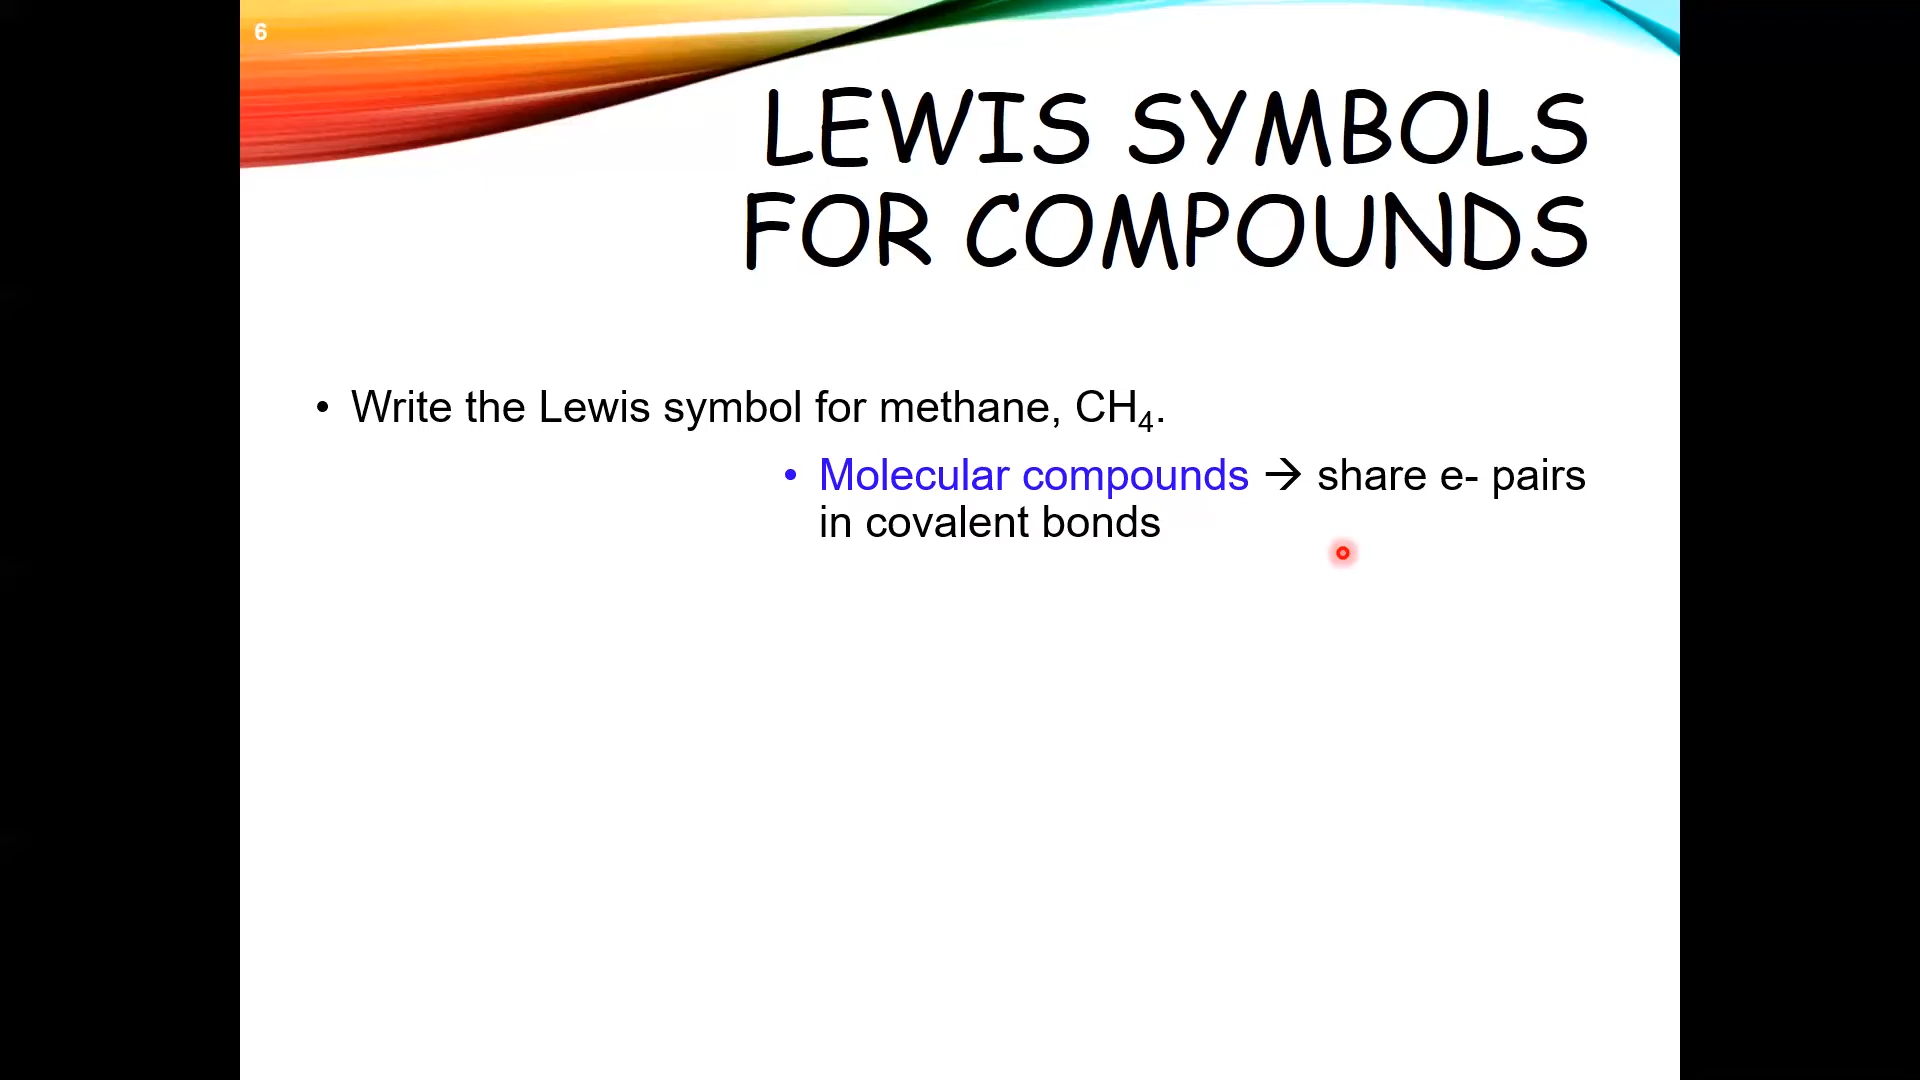 6
LEWIS SYMBOLS
FOR COMPOUNDS
• Write the Lewis symbol for methane, CH₄.
• Molecular compounds → share e- pairs
in covalent bonds